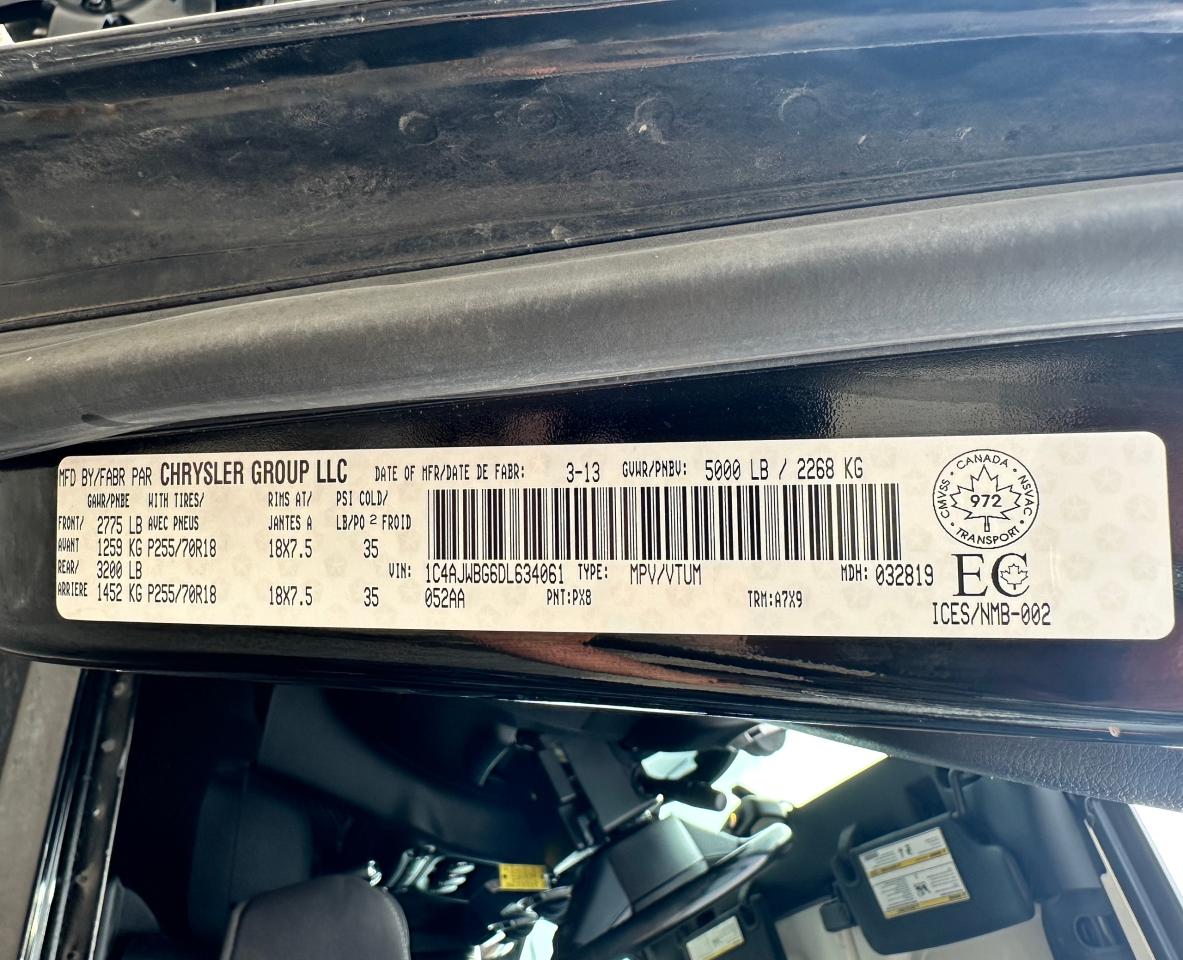 MFD BY/FABR PAR CHRYSLER GROUP LLC DATE OF MFR/DATE DE FABR: 3-13 GVWR/PNBV: 5000 LB / 2268 KG
GAWR/PNBE WITH TIRES/ RIMS AT/ PSI COLD/
FRONT/ 2775 LB AVEC PNEUS JANTES A LB/PO² FROID
AVANT 1259 KG P255/70R18 18X7.5 35
REAR/ 3200 LB VIN: 1C4AJWBG6DL634061 TYPE: MPV/VTUM MDH: 032819
ARRIERE 1452 KG P255/70R18 18X7.5 35 052AA PNT:PX8 TRM:A7X9
CANADA
CMVSS 972 NSVAC
TRANSPORT
EC
ICES/NMB-002